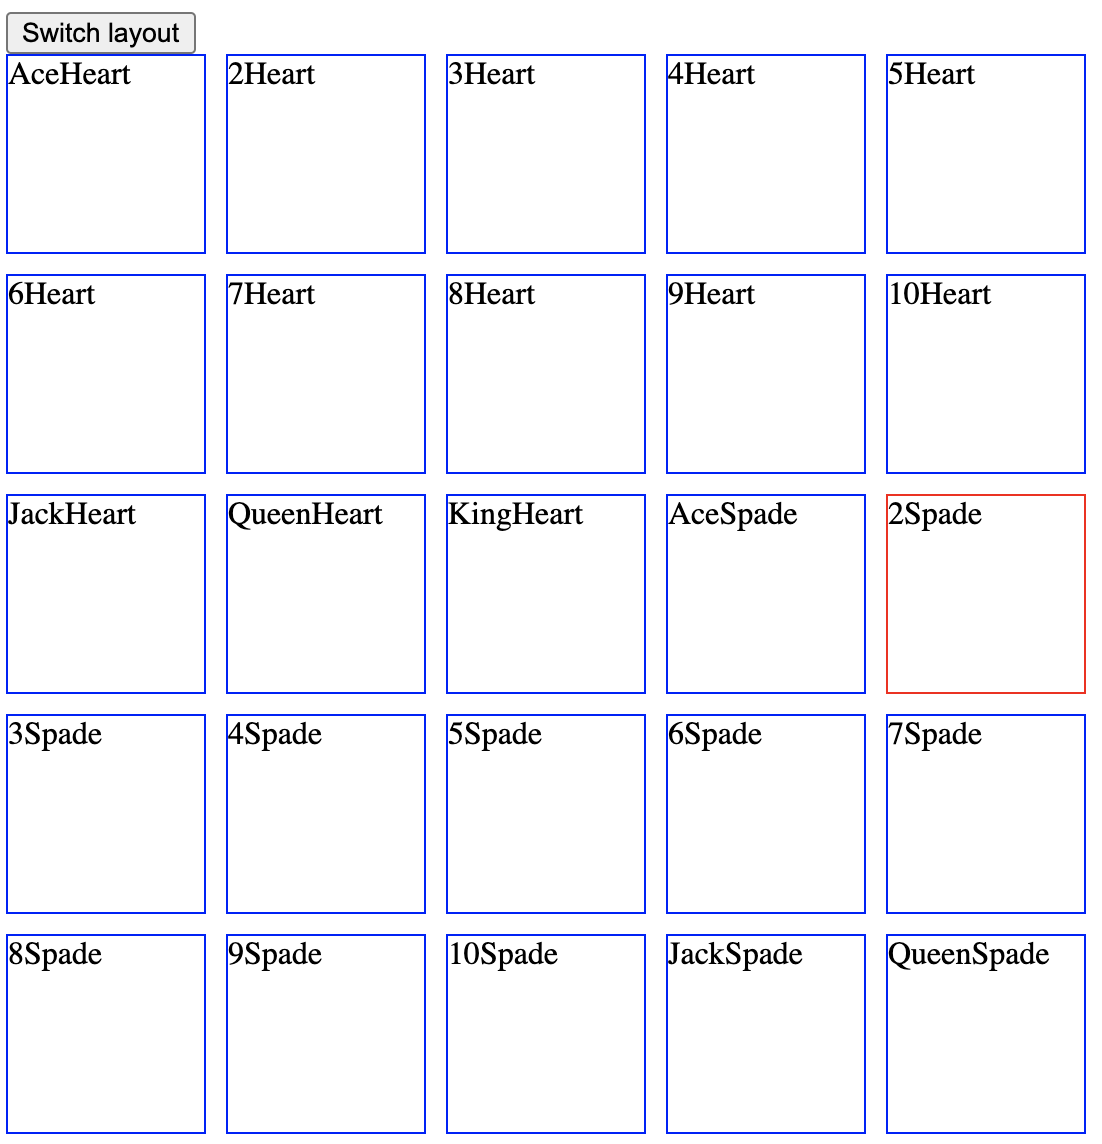 Switch layout
AceHeart 2Heart 3Heart 4Heart 5Heart
6Heart 7Heart 8Heart 9Heart 10Heart
JackHeart QueenHeart KingHeart AceSpade 2Spade
3Spade 4Spade 5Spade 6Spade 7Spade
8Spade 9Spade 10Spade JackSpade QueenSpade